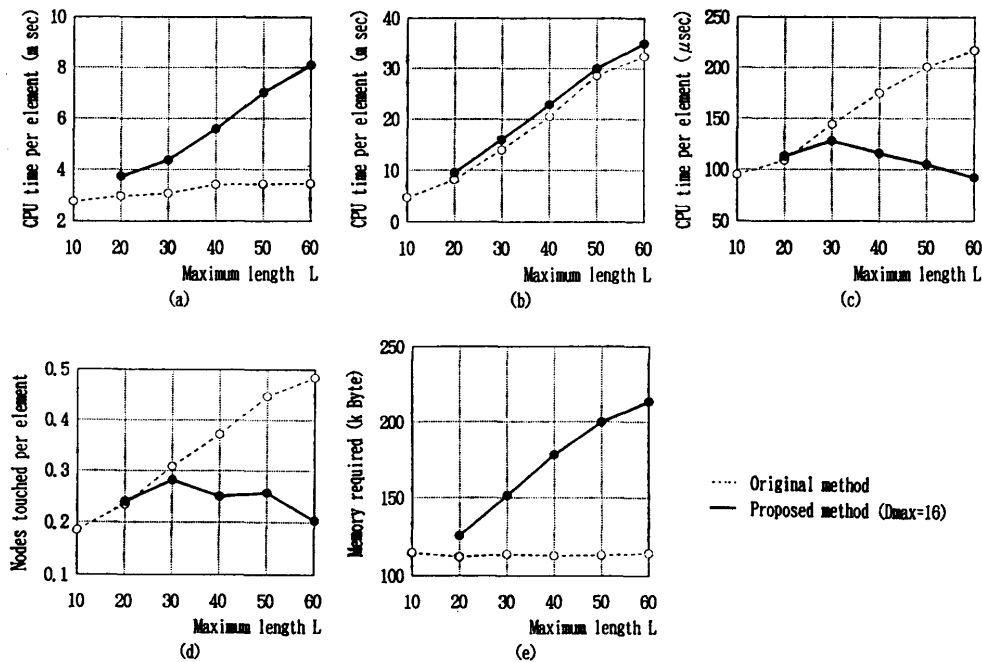 CPU time per element (m sec)
10
8
6
4
2
10 20 30 40 50 60
Maximum length L
(a)
CPU time per element (m sec)
40
30
20
10
0
10 20 30 40 50 60
Maximum length L
(b)
CPU time per element (μsec)
250
200
150
100
50
10 20 30 40 50 60
Maximum length L
(c)
Nodes touched per element
0.5
0.4
0.3
0.2
0.1
10 20 30 40 50 60
Maximum length L
(d)
Memory required (k Byte)
250
200
150
100
10 20 30 40 50 60
Maximum length L
(e)
Original method
Proposed method (Dmax=16)